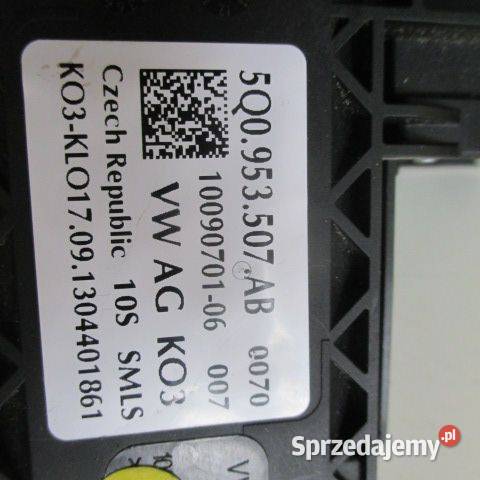 5Q0.953.507.AB 0070
10090701-06 007
VW AG KO3
Czech Republic 10S SMLS
KO3-KLO17.09.1304401861
Sprzedajemy.pl